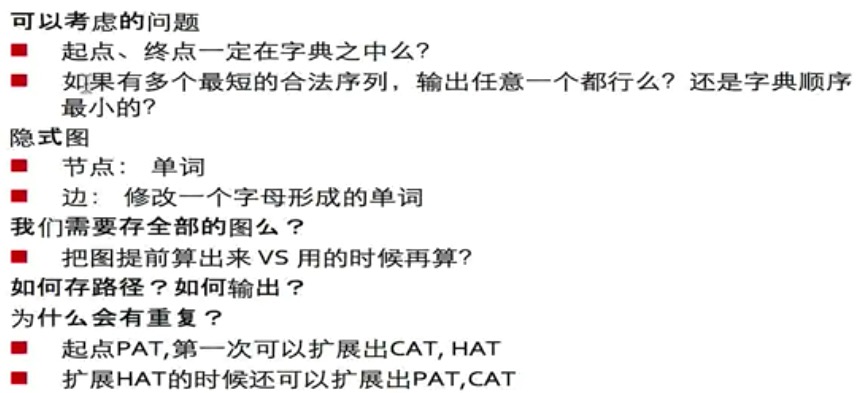 可以考虑的问题
起点、终点一定在字典之中么？
如果有多个最短的合法序列，输出任意一个都行么？还是字典顺序
最小的？
隐式图
节点： 单词
边： 修改一个字母形成的单词
我们需要存全部的图么？
把图提前算出来 VS 用的时候再算？
如何存路径？如何输出？
为什么会有重复？
起点PAT,第一次可以扩展出CAT, HAT
扩展HAT的时候还可以扩展出PAT,CAT